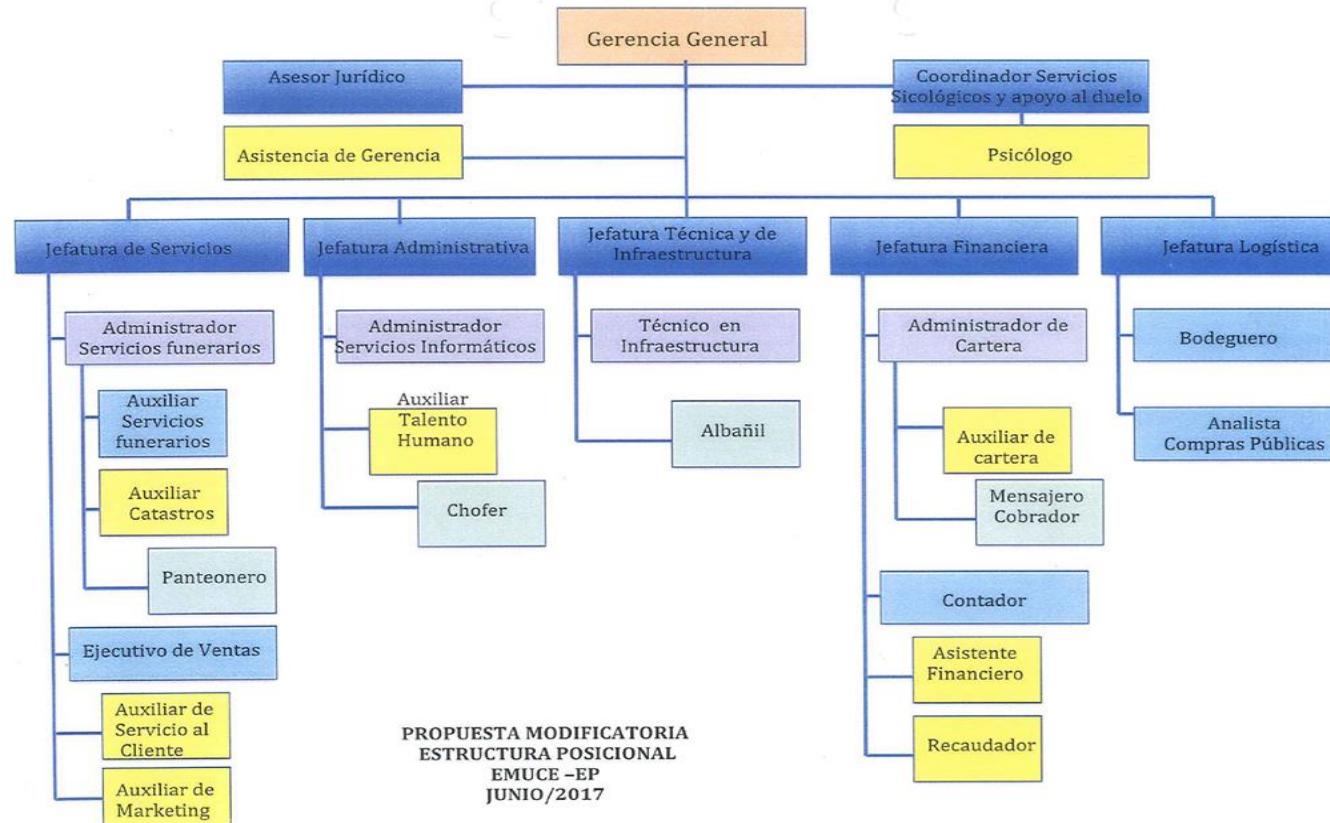 Gerencia General
Asesor Jurídico
Coordinador Servicios
Sicológicos y apoyo al duelo
Asistencia de Gerencia
Psicólogo
Jefatura de Servicios
Jefatura Administrativa
Jefatura Técnica y de
Infraestructura
Jefatura Financiera
Jefatura Logística
Administrador
Servicios funerarios
Auxiliar
Servicios
funerarios
Auxiliar
Catastros
Panteonero
Ejecutivo de Ventas
Auxiliar de
Servicio al
Cliente
Auxiliar de
Marketing
Administrador
Servicios Informáticos
Auxiliar
Talento
Humano
Chofer
Técnico en
Infraestructura
Albañil
Administrador de
Cartera
Auxiliar de
cartera
Mensajero
Cobrador
Contador
Asistente
Financiero
Recaudador
Bodeguero
Analista
Compras Públicas
PROPUESTA MODIFICATORIA
ESTRUCTURA POSICIONAL
EMUCE –EP
JUNIO/2017